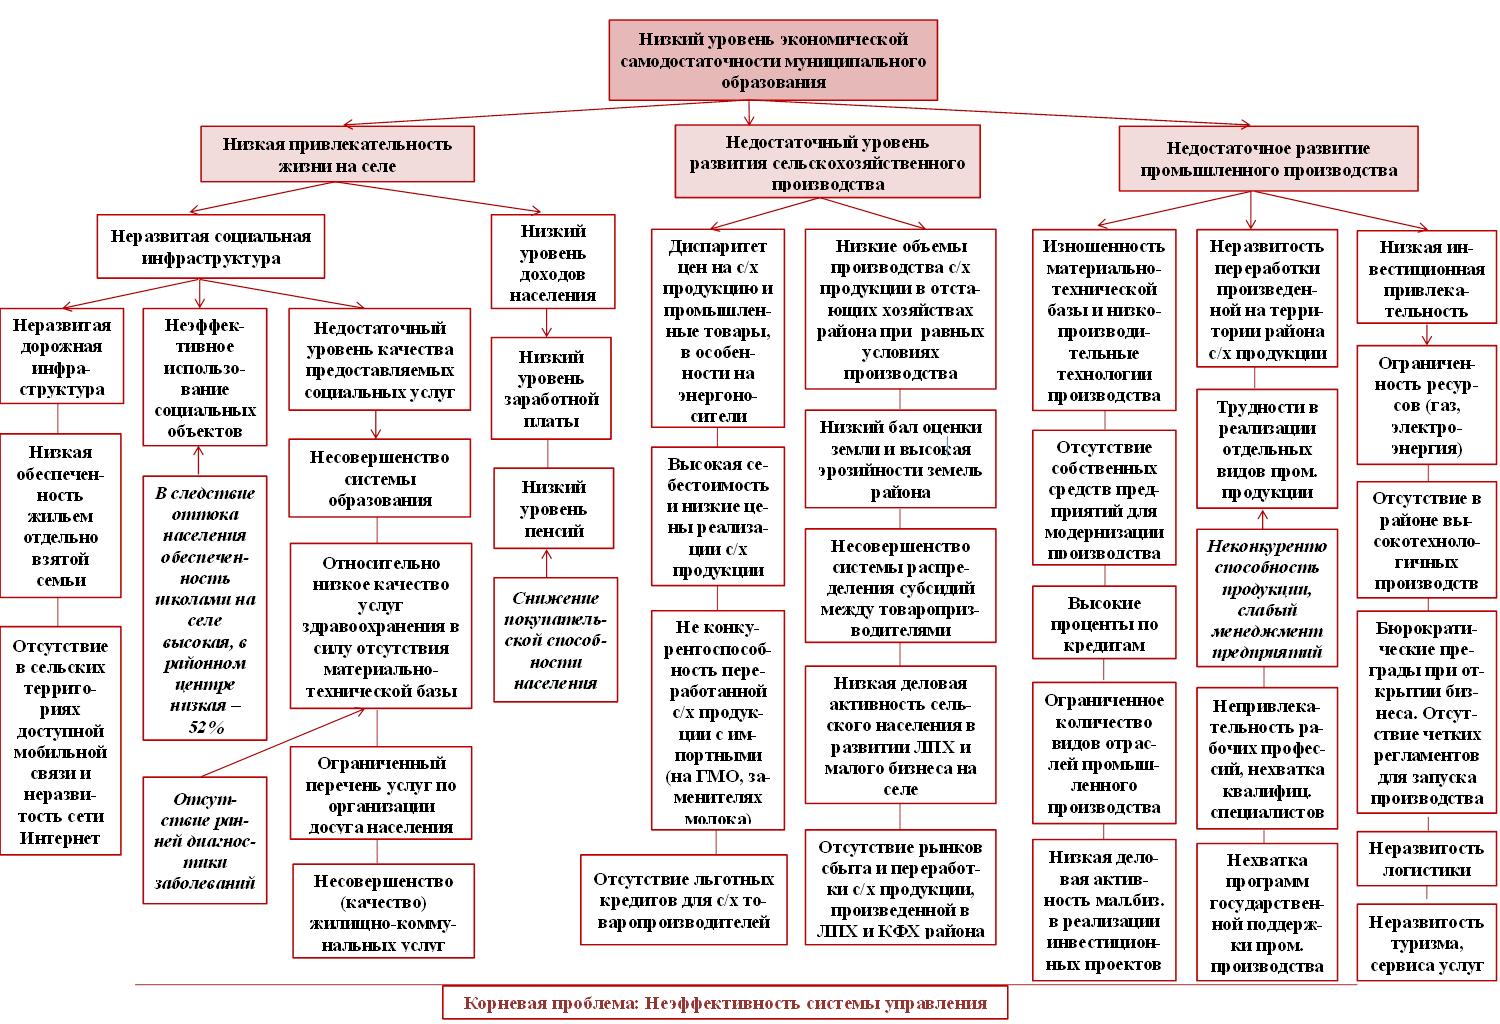 Низкий уровень экономической
самодостаточности муниципального
образования
Низкая привлекательность
жизни на селе
Недостаточный уровень
развития сельскохозяйственного
производства
Недостаточное развитие
промышленного производства
Неразвитая социальная
инфраструктура
Низкий
уровень
доходов
населения
Неразвитая
дорожная
инфра-
структура
Низкая
обеспечен-
ность
жильем
отдельно
взятой
семьи
Отсутствие
в сельских
террито-
риях
доступной
мобильной
связи и
неразви-
тость сети
Интернет
Неэффек-
тивное
использо-
вание
социальных
объектов
В следствие
оттока
населения
обеспечен-
ность
школами на
селе
высокая, в
районном
центре
низкая –
52%
Отсут-
ствие ран-
ней диагнос-
тики
заболеваний
Недостаточный
уровень качества
предоставляемых
социальных услуг
Несовершенство
системы
образования
Относительно
низкое качество
услуг
здравоохранения в
силу отсутствия
материально-
технической базы
Ограниченный
перечень услуг по
организации
досуга населения
Несовершенство
(качество)
жилищно-комму-
нальных услуг
Низкий
уровень
заработной
платы
Низкий
уровень
пенсий
Снижение
покупатель-
ской способ-
ности
населения
Диспаритет
цен на с/х
продукцию и
промышлен-
ные товары,
в особен-
ности на
энергоно-
сители
Высокая се-
бестоимость
и низкие це-
ны реализа-
ции с/х
продукции
Не конку-
рентоспособ-
ность пере-
работанной
с/х продук-
ции с им-
портными
(на ГМО, за-
менителях
молока)
Отсутствие льготных
кредитов для с/х то-
варопроизводителей
Низкие объемы
производства с/х
продукции в отста-
ющих хозяйствах
района при равных
условиях
производства
Низкий бал оценки
земли и высокая
эрозийности земель
района
Несовершенство
системы распре-
деления субсидий
между товароприз-
водителями
Низкая деловая
активность сель-
ского населения в
развитии ЛПХ и
малого бизнеса на
селе
Отсутствие рынков
сбыта и переработ-
ки с/х продукции,
произведенной в
ЛПХ и КФХ района
Изношенность
материально-
технической
базы и низко-
производи-
тельные
технологии
производства
Отсутствие
собственных
средств пред-
приятий для
модернизации
производства
Высокие
проценты по
кредитам
Ограниченное
количество
видов отрас-
лей промыш-
ленного
производства
Низкая дело-
вая актив-
ность мал.биз.
в реализации
инвестицион-
ных проектов
Неразвитость
переработки
произведен-
ной на терри-
тории района
с/х продукции
Трудности в
реализации
отдельных
видов пром.
продукции
Неконкуренто
способность
продукции,
слабый
менеджмент
предприятий
Непривлека-
тельность ра-
бочих профес-
сий, нехватка
квалифиц.
специалистов
Нехватка
программ
государствен-
ной поддерж-
ки пром.
производства
Низкая ин-
вестиционная
привлека-
тельность
Ограничен-
ность ресур-
сов (газ,
электро-
энергия)
Отсутствие в
районе вы-
сокотехноло-
гичных
производств
Бюрократи-
ческие пре-
грады при от-
крытии биз-
неса. Отсут-
ствие четких
регламентов
для запуска
производства
Неразвитость
логистики
Неразвитость
туризма,
сервиса услуг
Корневая проблема: Неэффективность системы управления